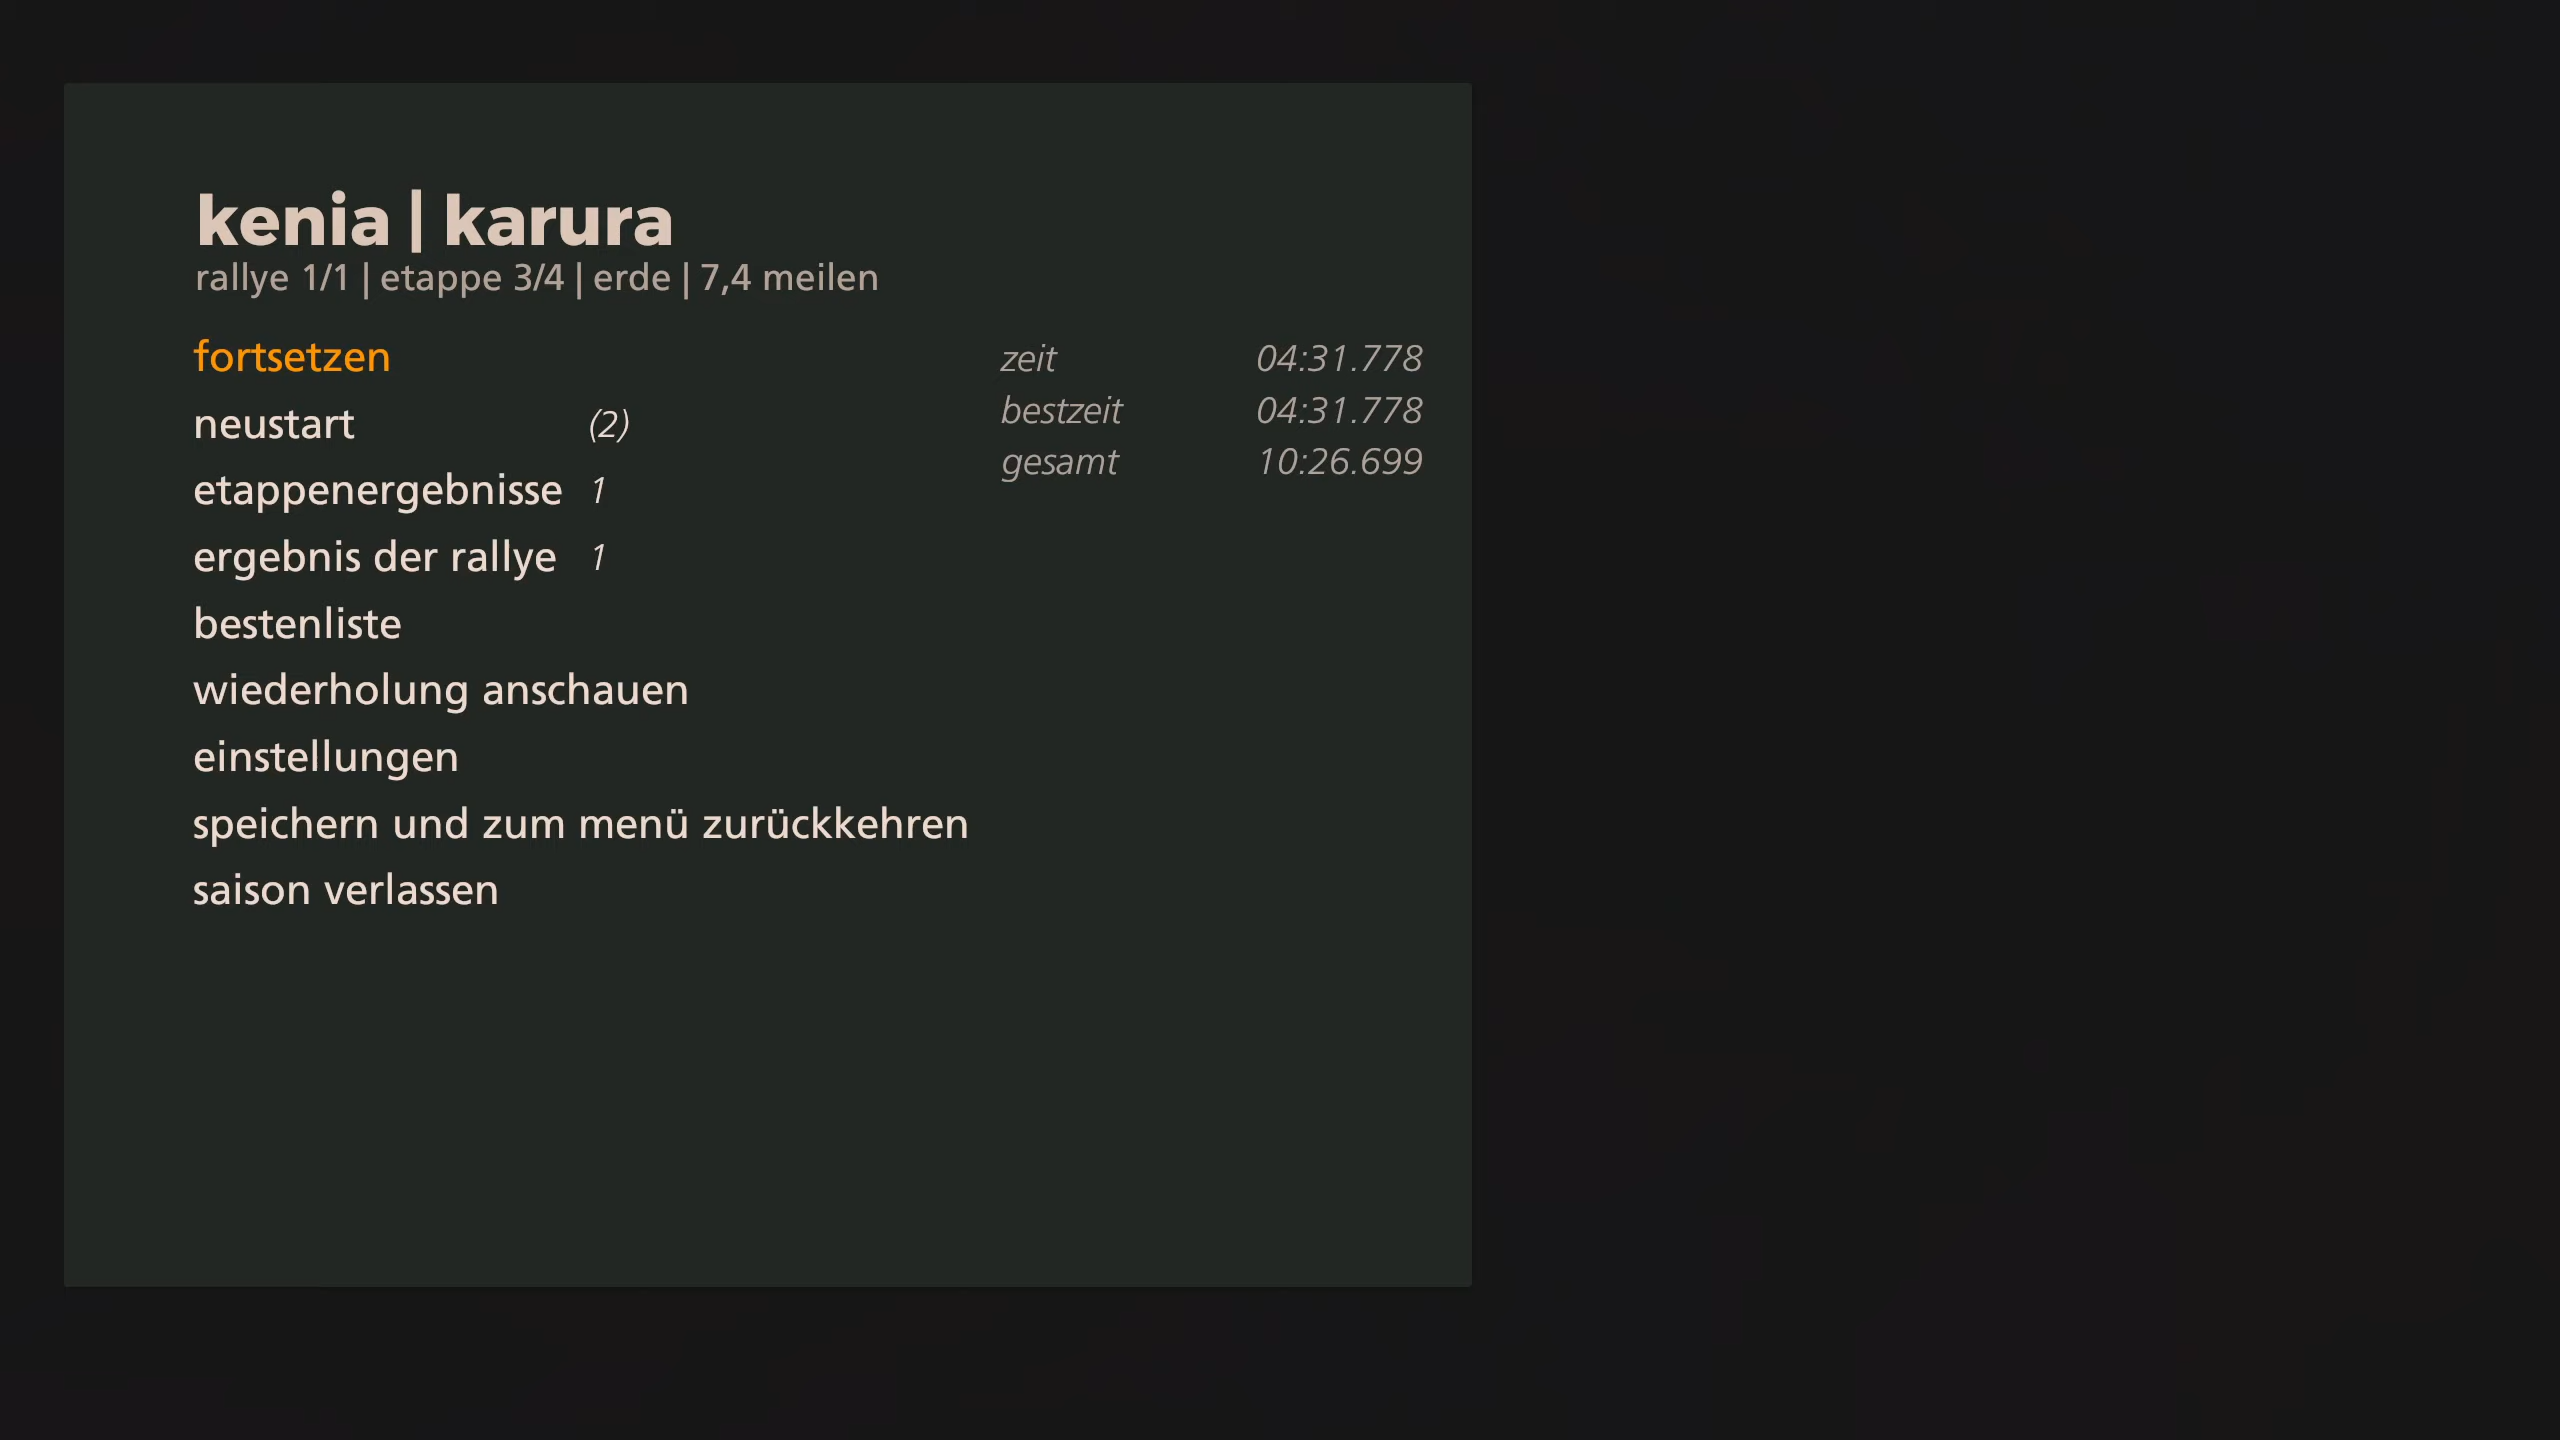 kenia | karura
rallye 1/1 | etappe 3/4 | erde | 7,4 meilen
fortsetzen
neustart (2)
etappenergebnisse 1
ergebnis der rallye 1
bestenliste
wiederholung anschauen
einstellungen
speichern und zum menü zurückkehren
saison verlassen
zeit 04:31.778
bestzeit 04:31.778
gesamt 10:26.699